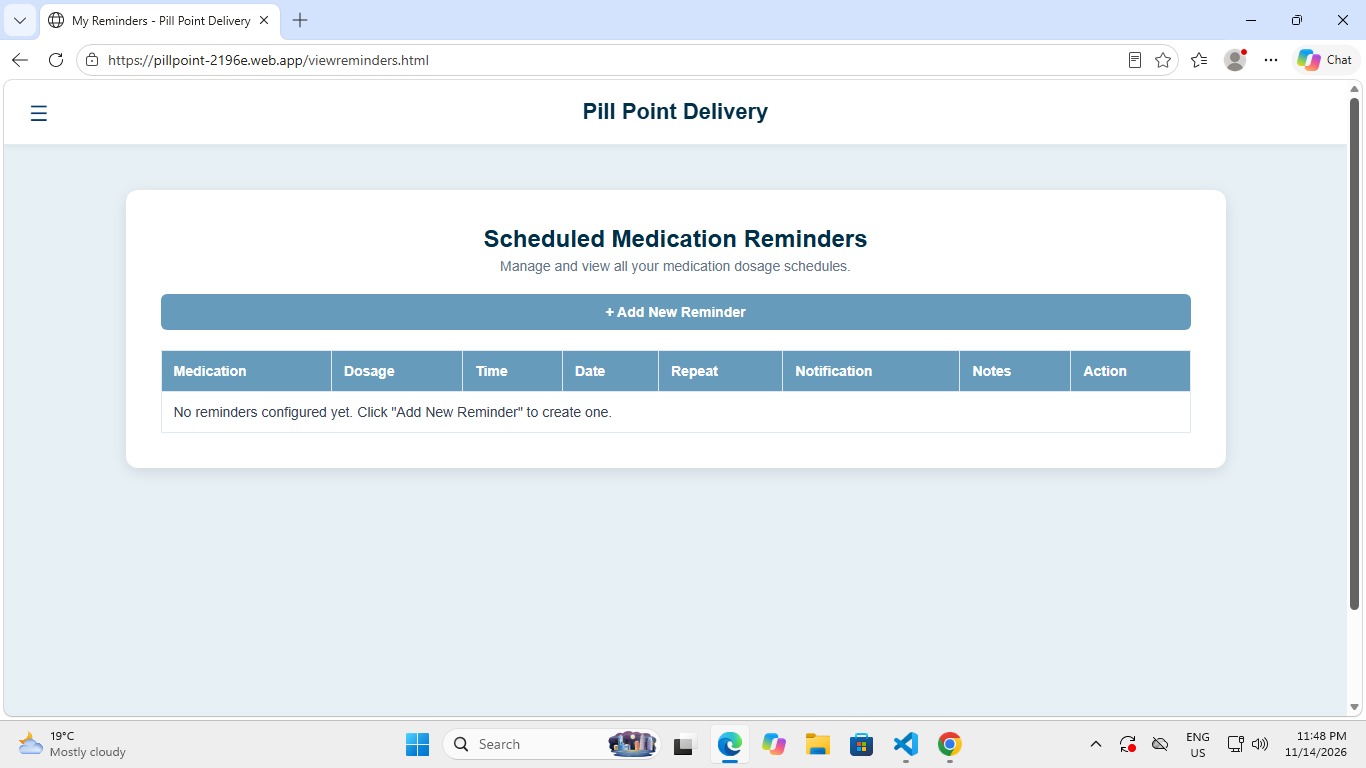 My Reminders - Pill Point Delivery
https://pillpoint-2196e.web.app/viewreminders.html
Chat
Pill Point Delivery
Scheduled Medication Reminders
Manage and view all your medication dosage schedules.
+ Add New Reminder
Medication Dosage Time Date Repeat Notification Notes Action
No reminders configured yet. Click "Add New Reminder" to create one.
19°C
Mostly cloudy
Search
ENG
US
11:48 PM
11/14/2026